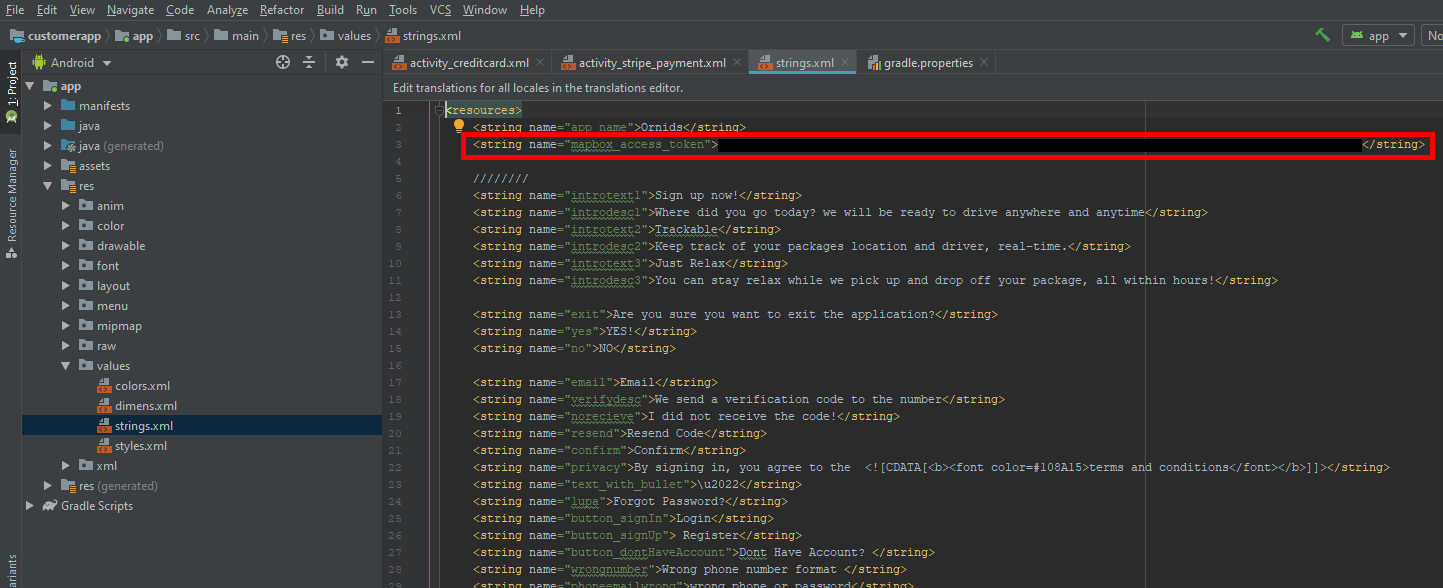 File Edit View Navigate Code Analyze Refactor Build Run Tools VCS Window Help
customerapp app src main res values strings.xml app No
Android activity_creditcard.xml activity_stripe_payment.xml strings.xml gradle.properties
1: Project
Resource Manager
app
manifests
java
java (generated)
assets
res
anim
color
drawable
font
layout
menu
mipmap
raw
values
colors.xml
dimens.xml
strings.xml
styles.xml
xml
res (generated)
Gradle Scripts
Edit translations for all locales in the translations editor.
1 <resources>
2 <string name="app_name">Ornids</string>
3 <string name="mapbox_access_token"> </string>
4
5 ////////
6 <string name="introtext1">Sign up now!</string>
7 <string name="introdesc1">Where did you go today? we will be ready to drive anywhere and anytime</string>
8 <string name="introtext2">Trackable</string>
9 <string name="introdesc2">Keep track of your packages location and driver, real-time.</string>
10 <string name="introtext3">Just Relax</string>
11 <string name="introdesc3">You can stay relax while we pick up and drop off your package, all within hours!</string>
12
13 <string name="exit">Are you sure you want to exit the application?</string>
14 <string name="yes">YES!</string>
15 <string name="no">NO</string>
16
17 <string name="email">Email</string>
18 <string name="verifydesc">We send a verification code to the number</string>
19 <string name="norecieve">I did not receive the code!</string>
20 <string name="resend">Resend Code</string>
21 <string name="confirm">Confirm</string>
22 <string name="privacy">By signing in, you agree to the  <![CDATA[<b><font color=#108A15>terms and conditions</font></b>]]></string>
23 <string name="text_with_bullet">\u2022</string>
24 <string name="lupa">Forgot Password?</string>
25 <string name="button_signIn">Login</string>
26 <string name="button_signUp"> Register</string>
27 <string name="button_dontHaveAccount">Dont Have Account? </string>
28 <string name="wrongnumber">Wrong phone number format </string>
29 <string name="phoneemailwrong">wrong phone or password</string>